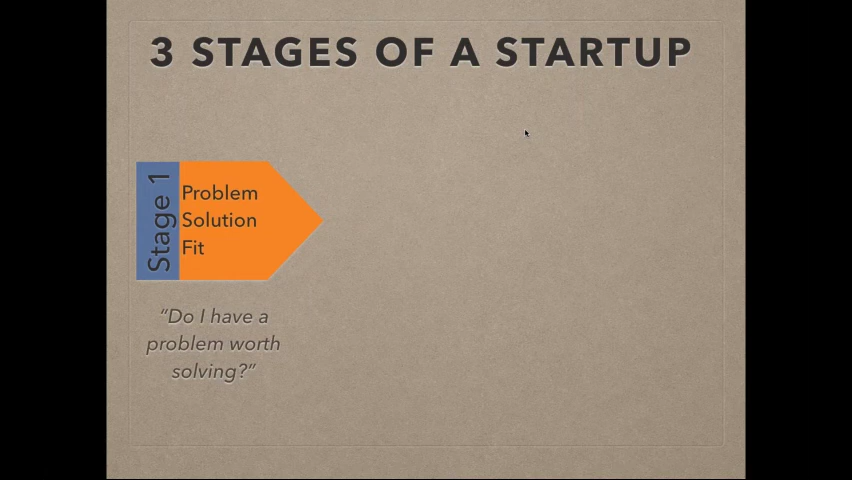 3 STAGES OF A STARTUP
Stage 1
Problem
Solution
Fit
"Do I have a
problem worth
solving?"